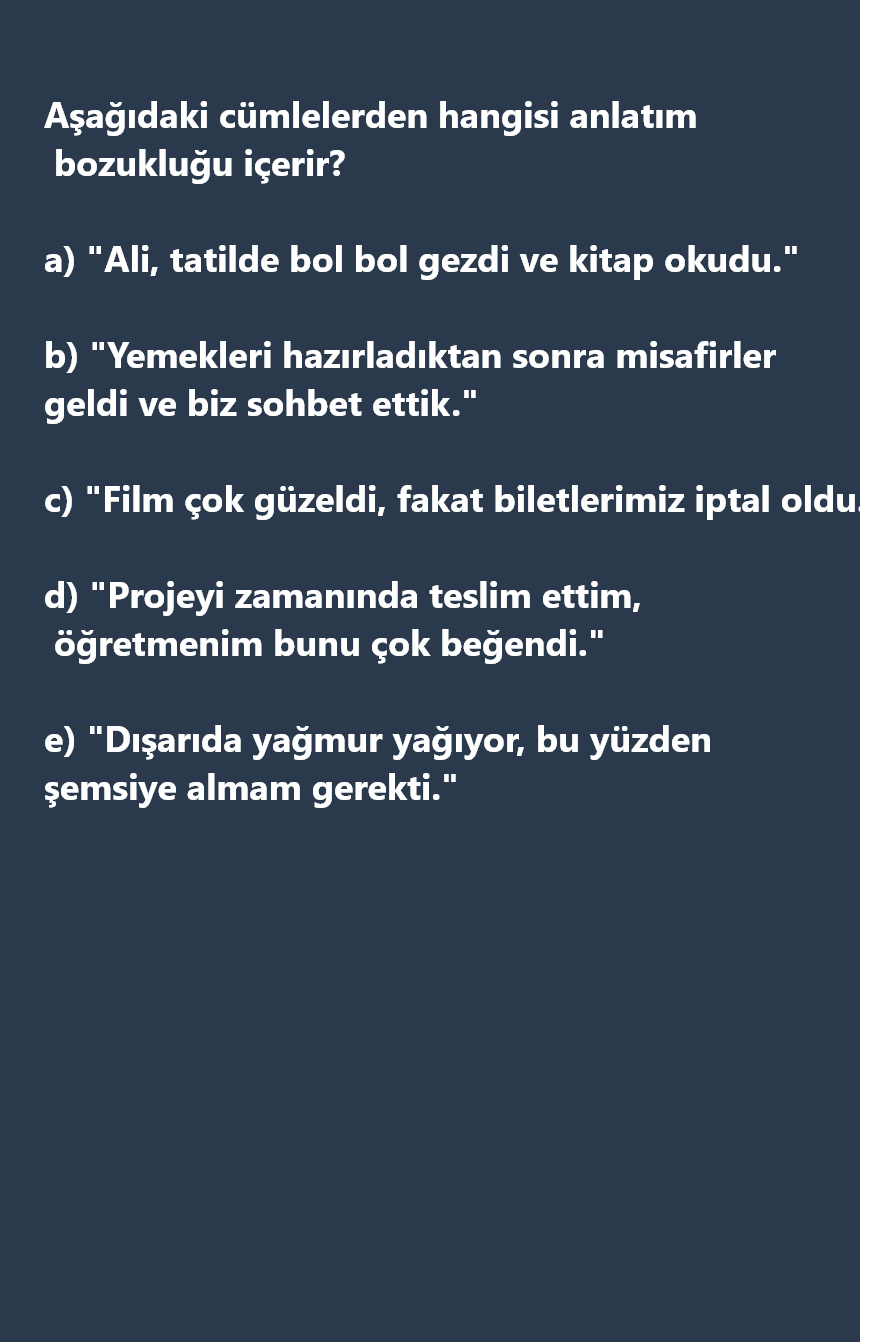 Aşağıdaki cümlelerden hangisi anlatım
bozukluğu içerir?
a) "Ali, tatilde bol bol gezdi ve kitap okudu."
b) "Yemekleri hazırladıktan sonra misafirler
geldi ve biz sohbet ettik."
c) "Film çok güzeldi, fakat biletlerimiz iptal oldu.
d) "Projeyi zamanında teslim ettim,
öğretmenim bunu çok beğendi."
e) "Dışarıda yağmur yağıyor, bu yüzden
şemsiye almam gerekti."